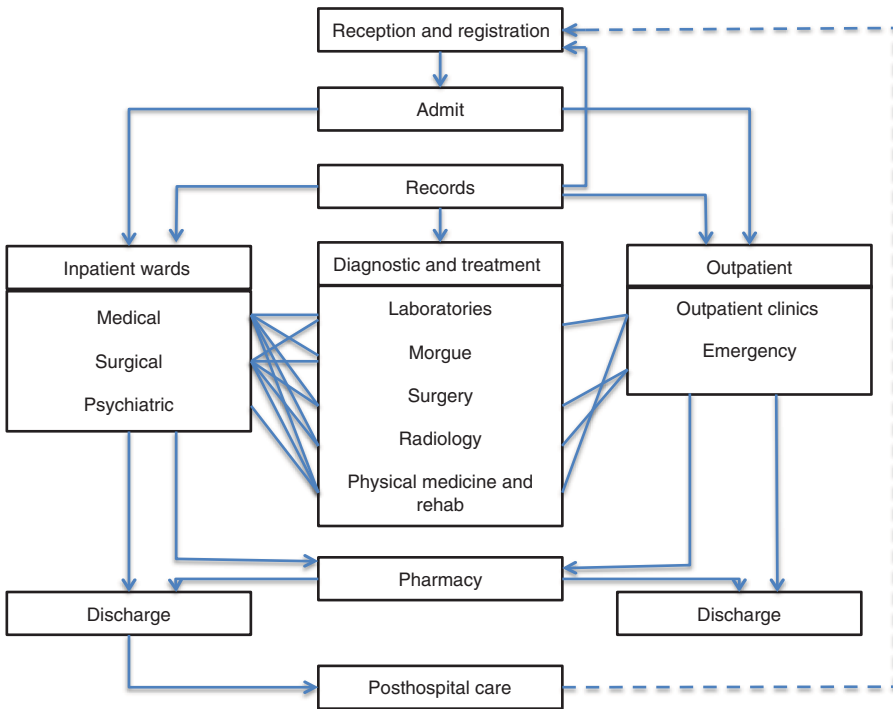 Reception and registration
Admit
Records
Inpatient wards
Medical
Surgical
Psychiatric
Diagnostic and treatment
Laboratories
Morgue
Surgery
Radiology
Physical medicine and
rehab
Outpatient
Outpatient clinics
Emergency
Pharmacy
Discharge
Discharge
Posthospital care